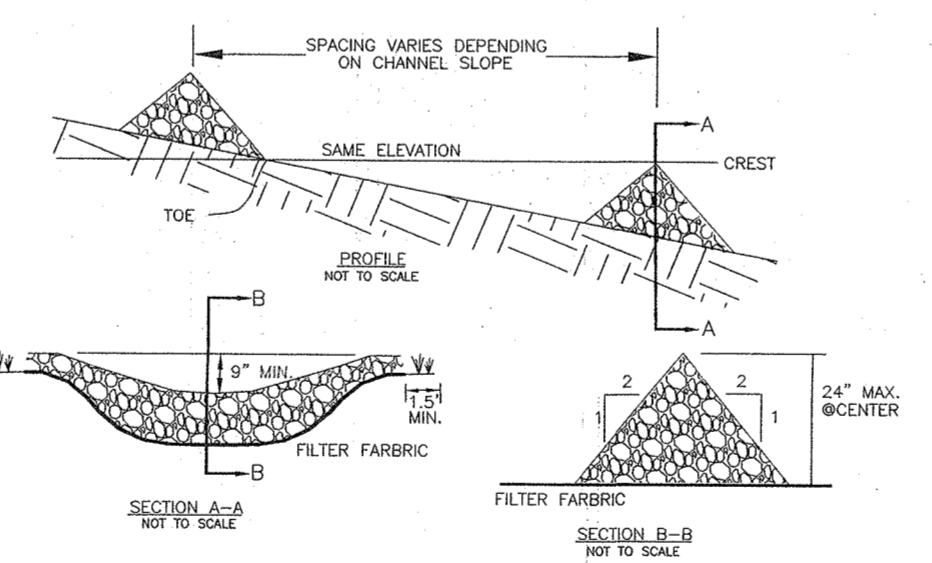 SPACING VARIES DEPENDING
ON CHANNEL SLOPE
A
SAME ELEVATION
CREST
TOE
PROFILE
NOT TO SCALE
A
B
9" MIN.
1.5'
MIN.
FILTER FARBRIC
B
SECTION A-A
NOT TO SCALE
2
2
1
1
24" MAX.
@CENTER
FILTER FARBRIC
SECTION B-B
NOT TO SCALE